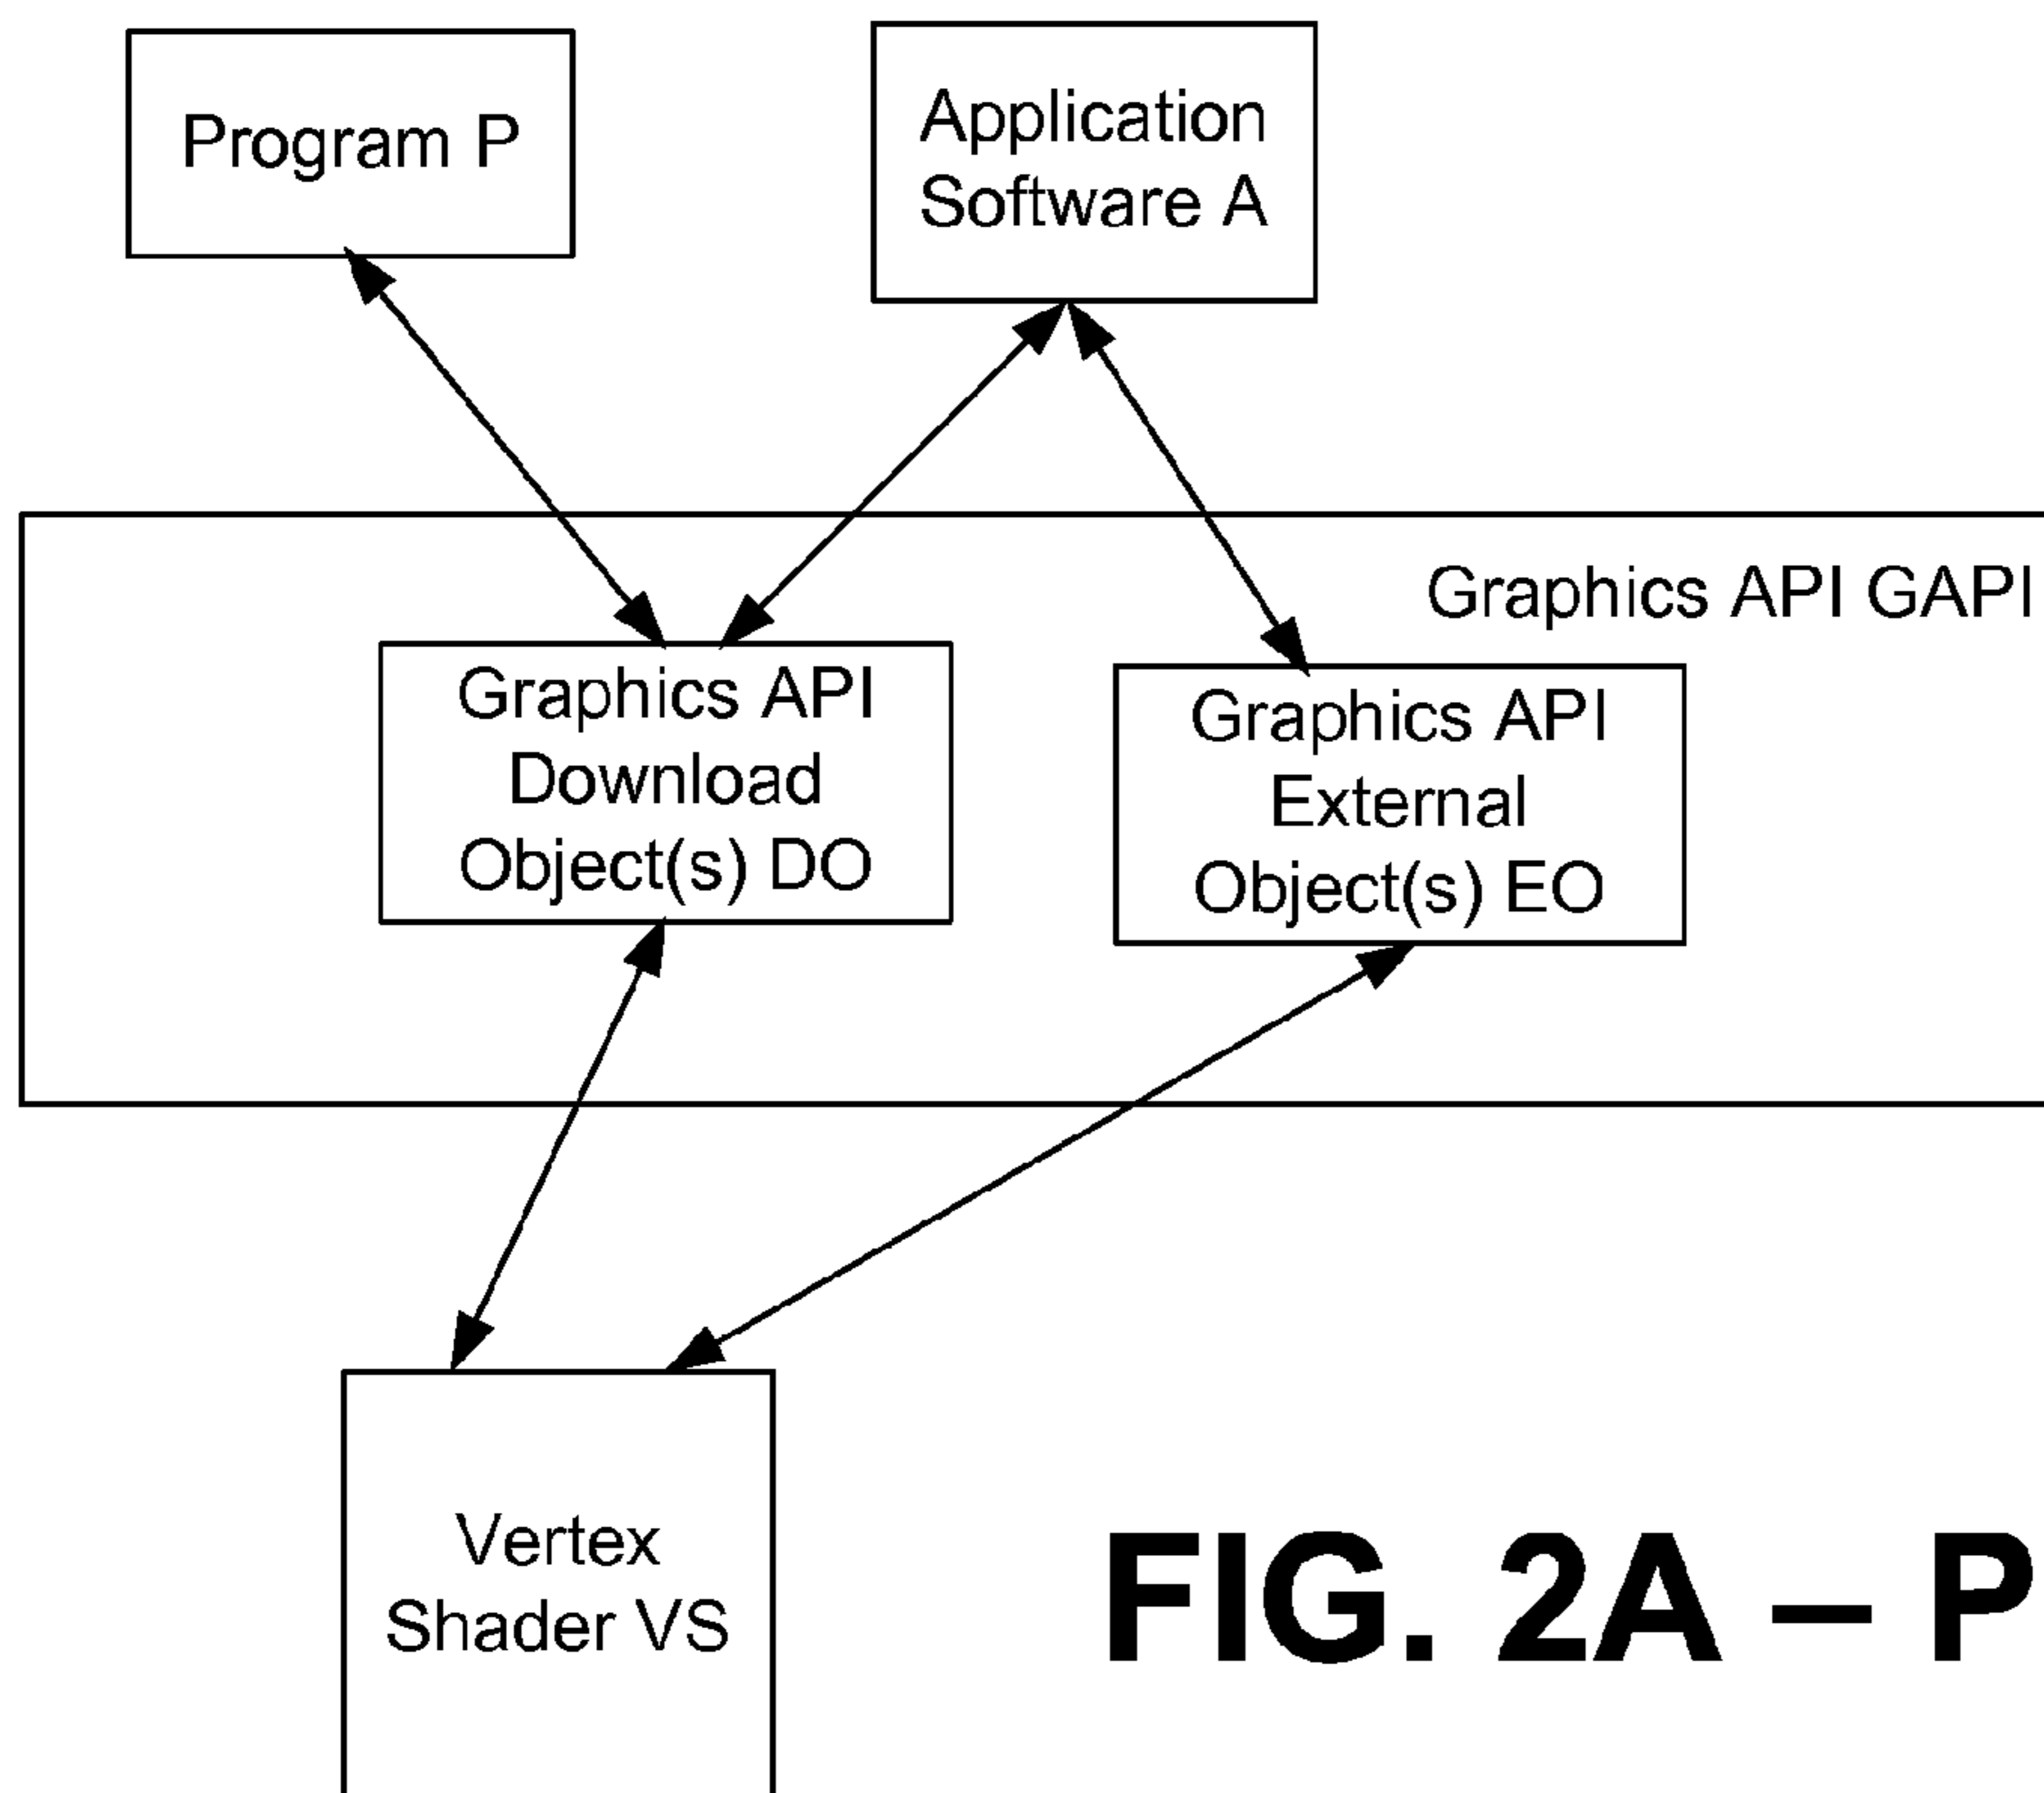 Program P
Application
Software A
Graphics API GAPI
Graphics API
Download
Object(s) DO
Graphics API
External
Object(s) EO
Vertex
Shader VS
FIG. 2A – P